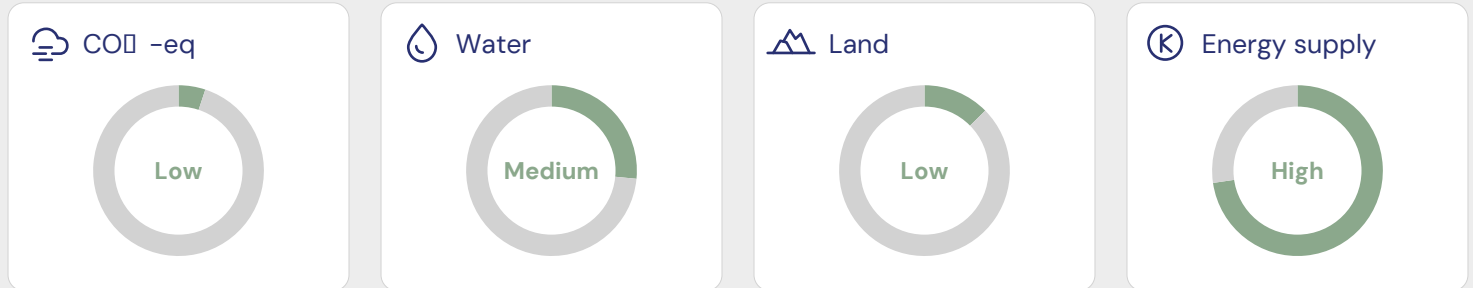 CO▯ -eq
Water
Land
Energy supply
Low
Medium
Low
High